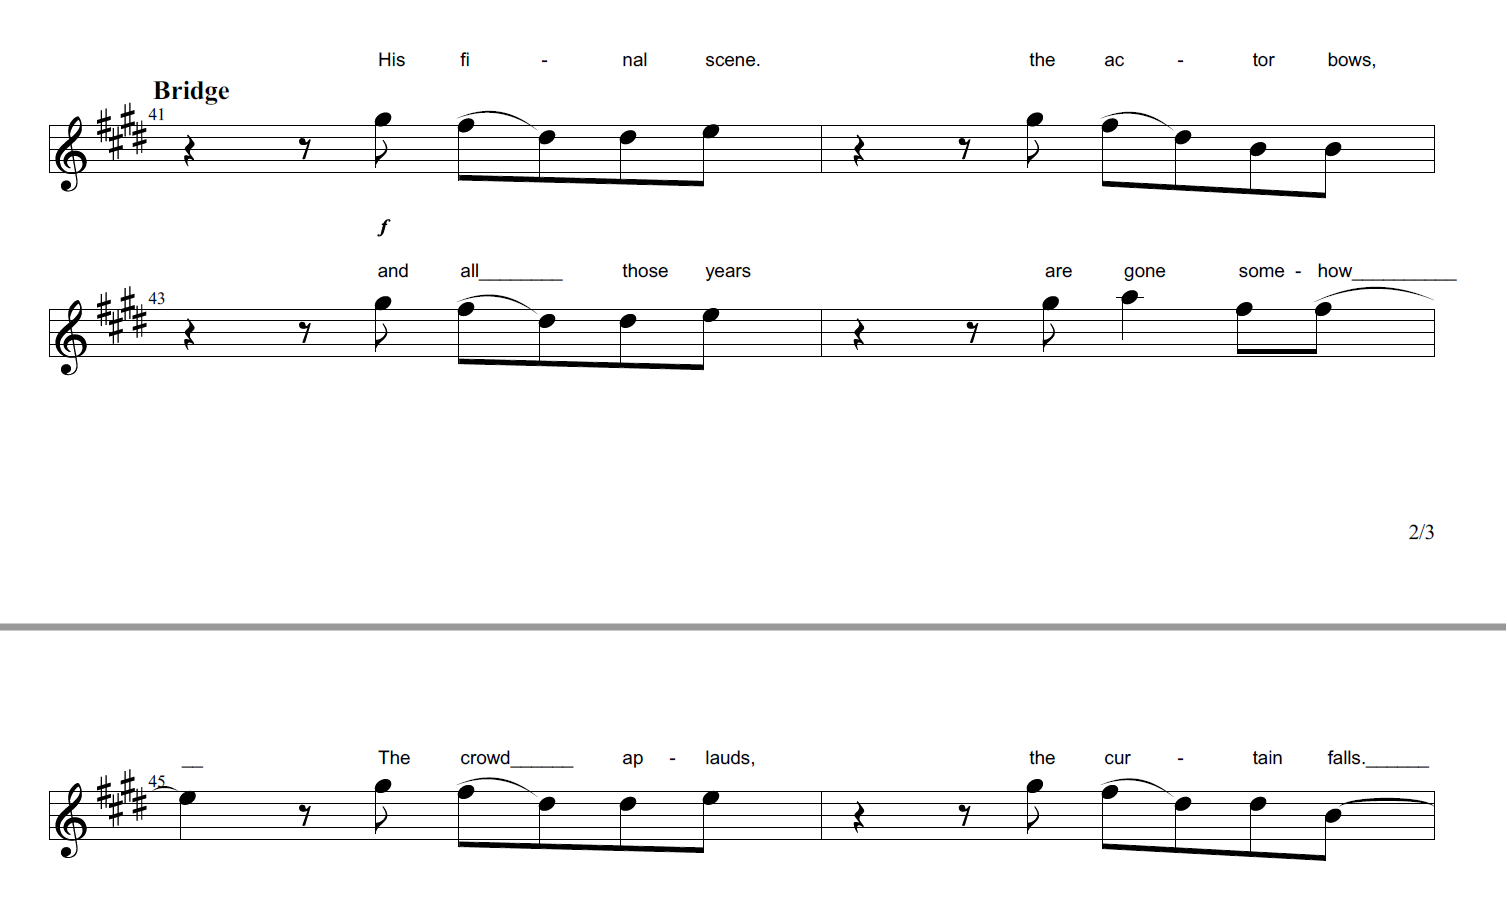 His fi - nal scene. the ac - tor bows,
Bridge
41
f
and all________ those years are gone some - how__________
43
2/3
__ The crowd______ ap - lauds, the cur - tain falls.______
45